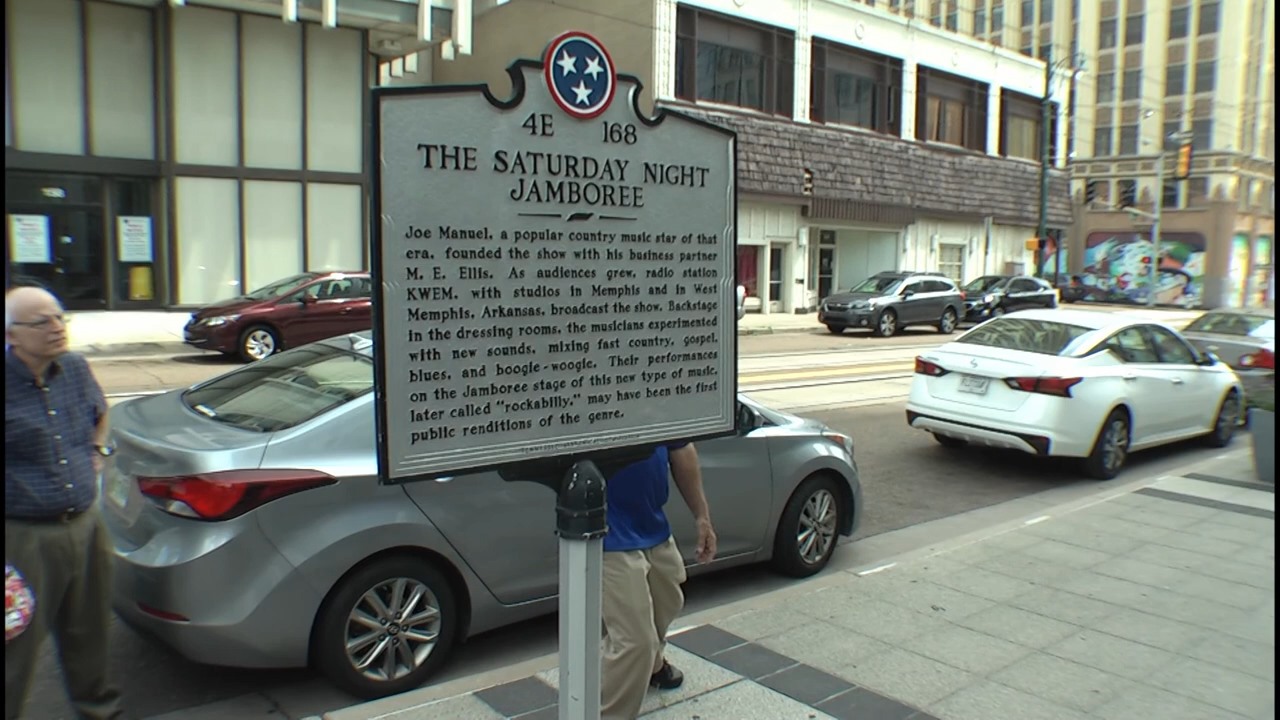 4E 168
THE SATURDAY NIGHT
JAMBOREE
Joe Manuel, a popular country music star of that
era, founded the show with his business partner
M. E. Ellis. As audiences grew, radio station
KWEM, with studios in Memphis and in West
Memphis, Arkansas, broadcast the show. Backstage
in the dressing rooms, the musicians experimented
with new sounds, mixing fast country, gospel,
blues, and boogie-woogie. Their performances
on the Jamboree stage of this new type of music,
later called "rockabilly," may have been the first
public renditions of the genre.